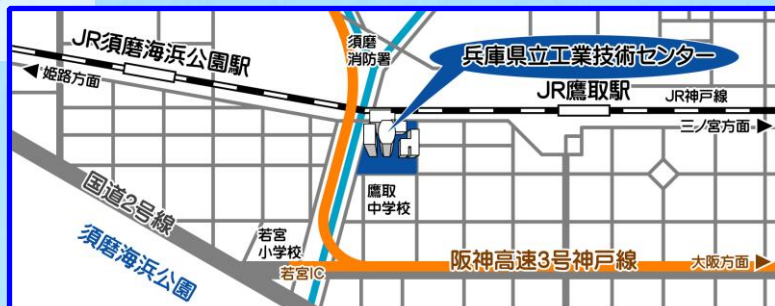 JR須磨海浜公園駅
◀姫路方面
須磨
消防署
兵庫県立工業技術センター
JR鷹取駅
JR神戸線
三ノ宮方面▶
国道2号線
鷹取
中学校
須磨海浜公園
若宮
小学校
若宮IC
阪神高速3号神戸線
大阪方面▶